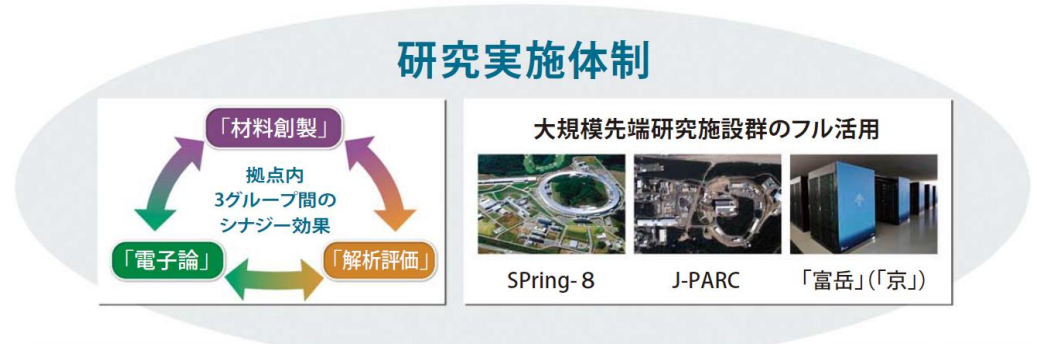 研究実施体制
「材料創製」
拠点内
3グループ間の
シナジー効果
「電子論」
「解析評価」
大規模先端研究施設群のフル活用
SPring-8
J-PARC
「富岳」(「京」)